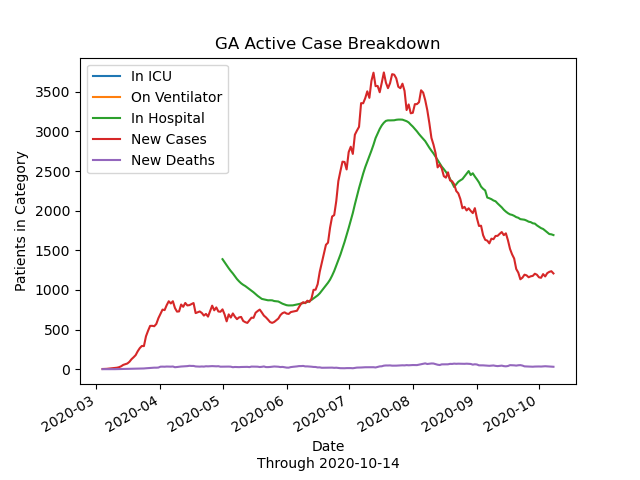 GA Active Case Breakdown
In ICU
On Ventilator
In Hospital
New Cases
New Deaths
Patients in Category
3500
3000
2500
2000
1500
1000
500
0
2020-03
2020-04
2020-05
2020-06
2020-07
2020-08
2020-09
2020-10
Date
Through 2020-10-14